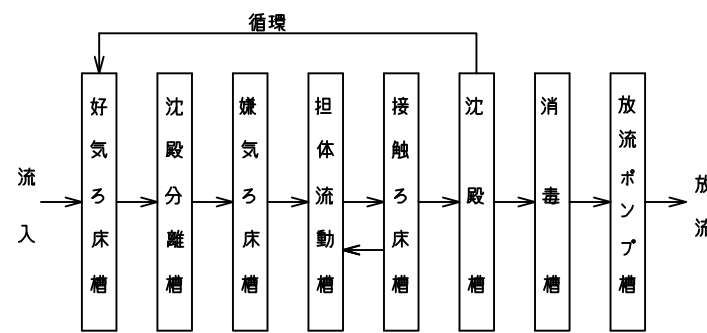 循環
流入
好気ろ床槽
沈殿分離槽
嫌気ろ床槽
担体流動槽
接触ろ床槽
沈殿槽
消毒槽
放流ポンプ槽
放流